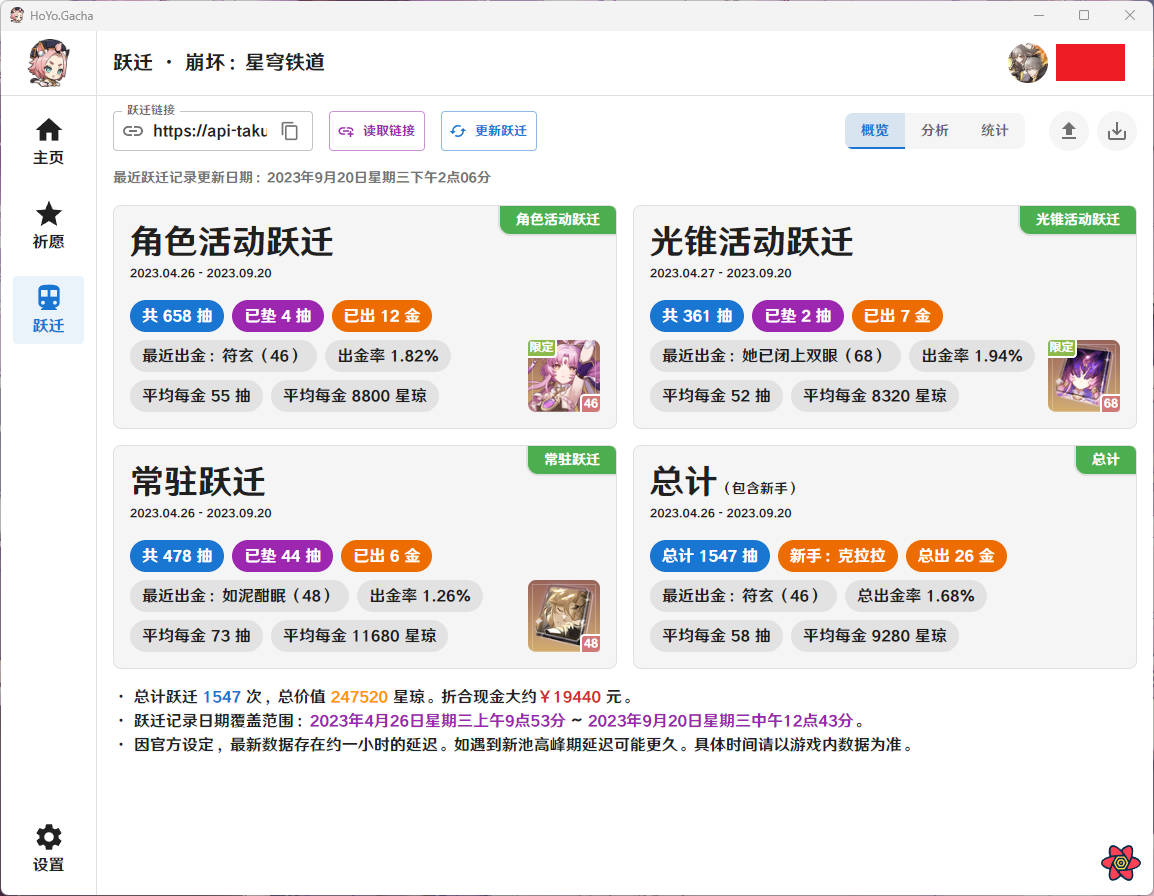 HoYo.Gacha
跃迁 · 崩坏：星穹铁道
主页
祈愿
跃迁
设置
跃迁链接
https://api-taku
读取链接
更新跃迁
概览
分析
统计
最近跃迁记录更新日期：2023年9月20日星期三下午2点06分
角色活动跃迁
角色活动跃迁
2023.04.26 - 2023.09.20
共 658 抽
已垫 4 抽
已出 12 金
最近出金：符玄（46）
出金率 1.82%
平均每金 55 抽
平均每金 8800 星琼
限定
46
光锥活动跃迁
光锥活动跃迁
2023.04.27 - 2023.09.20
共 361 抽
已垫 2 抽
已出 7 金
最近出金：她已闭上双眼（68）
出金率 1.94%
平均每金 52 抽
平均每金 8320 星琼
限定
68
常驻跃迁
常驻跃迁
2023.04.26 - 2023.09.20
共 478 抽
已垫 44 抽
已出 6 金
最近出金：如泥酣眠（48）
出金率 1.26%
平均每金 73 抽
平均每金 11680 星琼
48
总计
总计（包含新手）
2023.04.26 - 2023.09.20
总计 1547 抽
新手：克拉拉
总出 26 金
最近出金：符玄（46）
总出金率 1.68%
平均每金 58 抽
平均每金 9280 星琼
· 总计跃迁 1547 次，总价值 247520 星琼。折合现金大约￥19440 元。
· 跃迁记录日期覆盖范围：2023年4月26日星期三上午9点53分 ~ 2023年9月20日星期三中午12点43分。
· 因官方设定，最新数据存在约一小时的延迟。如遇到新池高峰期延迟可能更久。具体时间请以游戏内数据为准。